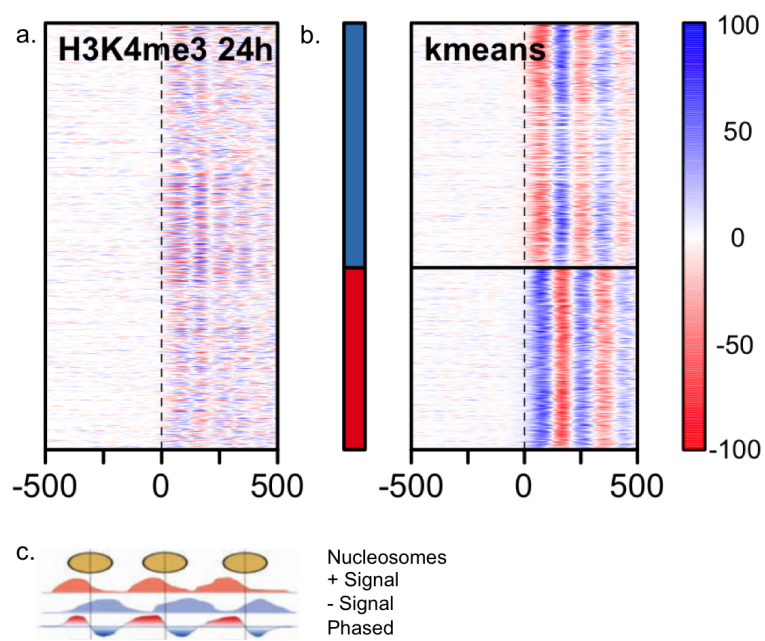 a.
H3K4me3 24h
b.
kmeans
100
50
0
-50
-100
-500 0 500
-500 0 500
c.
Nucleosomes
+ Signal
- Signal
Phased